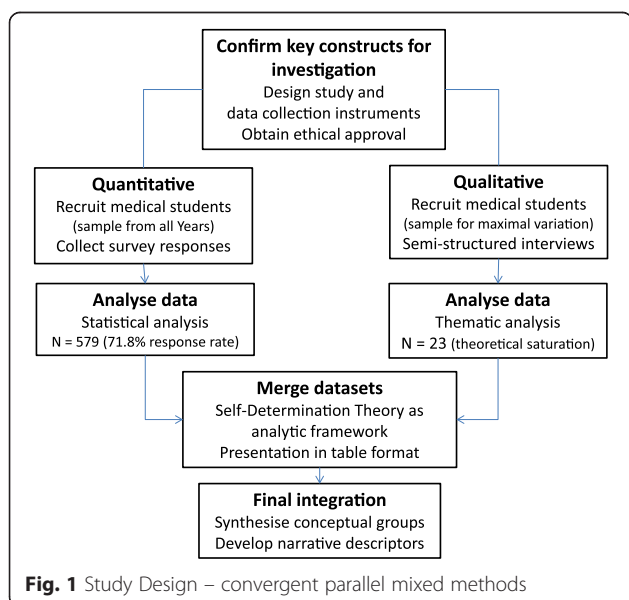 Confirm key constructs for
investigation
Design study and
data collection instruments
Obtain ethical approval
Quantitative
Recruit medical students
(sample from all Years)
Collect survey responses
Qualitative
Recruit medical students
(sample for maximal variation)
Semi-structured interviews
Analyse data
Statistical analysis
N = 579 (71.8% response rate)
Analyse data
Thematic analysis
N = 23 (theoretical saturation)
Merge datasets
Self-Determination Theory as
analytic framework
Presentation in table format
Final integration
Synthesise conceptual groups
Develop narrative descriptors
Fig. 1 Study Design – convergent parallel mixed methods